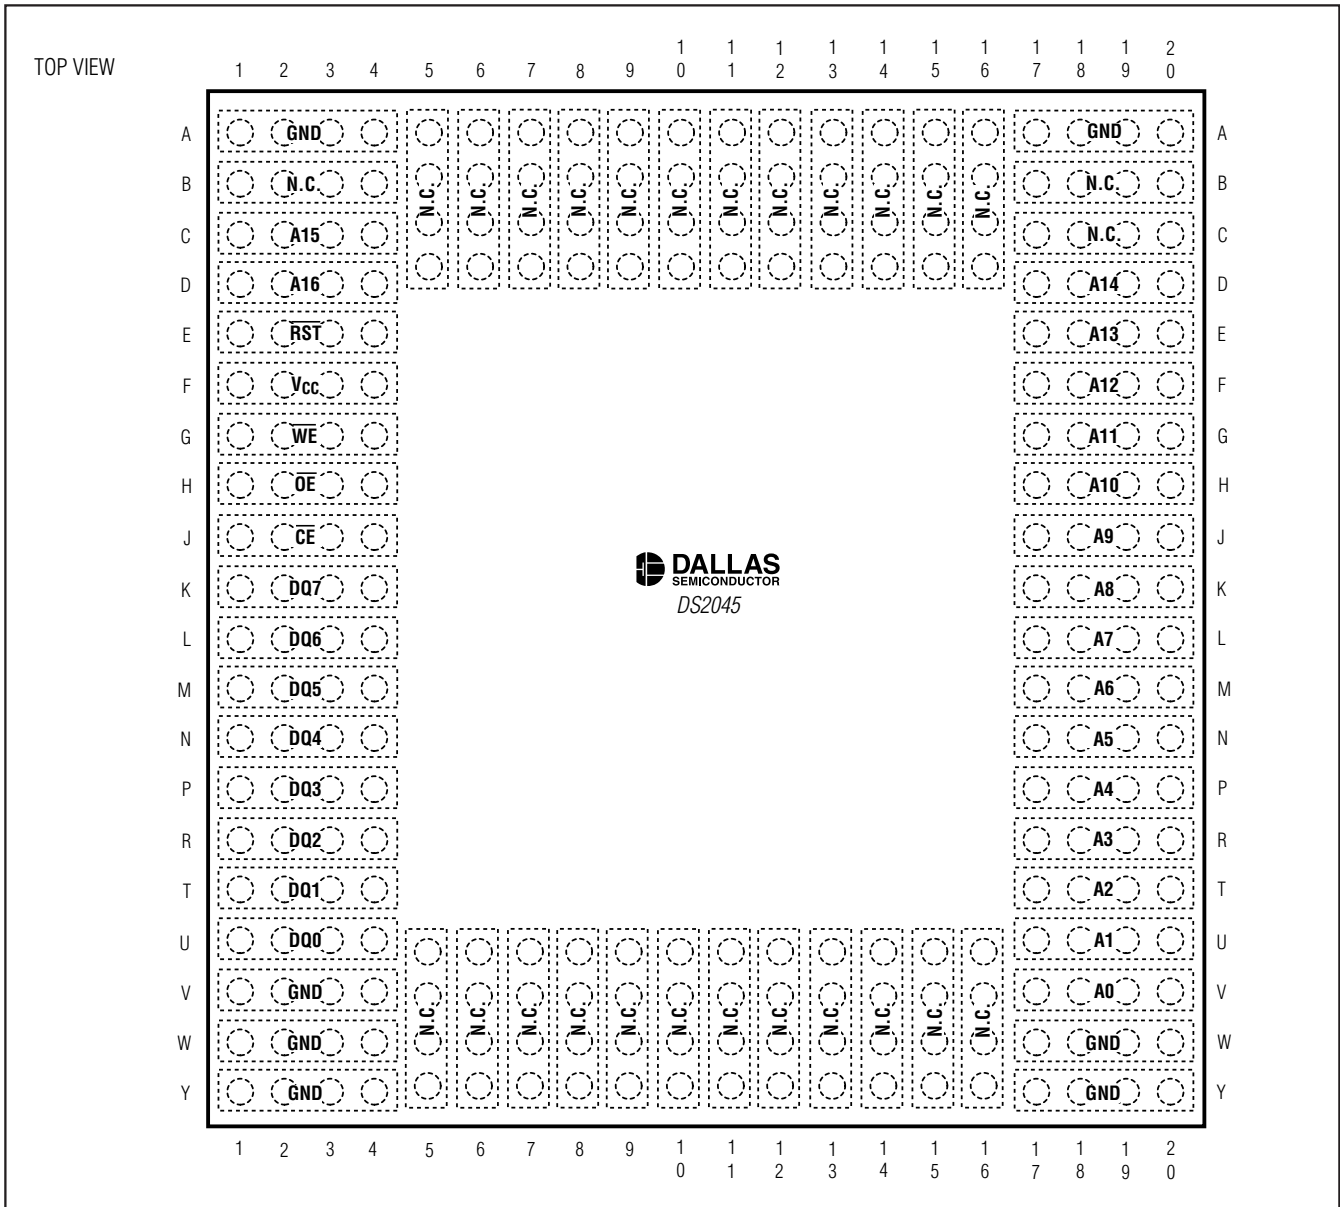 TOP VIEW
1 2 3 4 5 6 7 8 9 10 11 12 13 14 15 16 17 18 19 20
A GND GND A
B N.C. N.C. B
N.C. N.C. N.C. N.C. N.C. N.C. N.C. N.C. N.C. N.C. N.C. N.C.
C A15 N.C. C
D A16 A14 D
E RST A13 E
F VCC A12 F
G WE A11 G
H OE A10 H
J CE A9 J
DALLAS
SEMICONDUCTOR
DS2045
K DQ7 A8 K
L DQ6 A7 L
M DQ5 A6 M
N DQ4 A5 N
P DQ3 A4 P
R DQ2 A3 R
T DQ1 A2 T
U DQ0 A1 U
V GND A0 V
N.C. N.C. N.C. N.C. N.C. N.C. N.C. N.C. N.C. N.C. N.C. N.C.
W GND GND W
Y GND GND Y
1 2 3 4 5 6 7 8 9 10 11 12 13 14 15 16 17 18 19 20